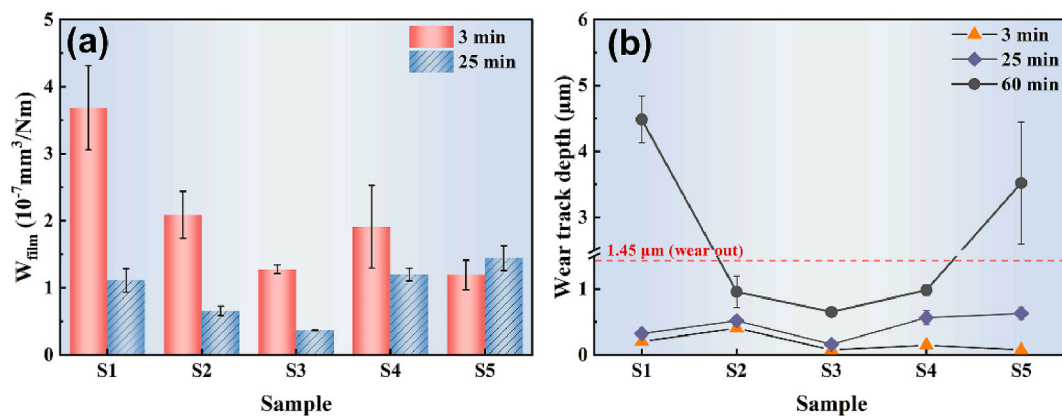 (a)
3 min
25 min
W_film (10^-7 mm^3/Nm)
5
4
3
2
1
0
S1 S2 S3 S4 S5
Sample
(b)
3 min
25 min
60 min
Wear track depth (μm)
6
5
4
3
1.45 μm (wear out)
1
0
S1 S2 S3 S4 S5
Sample